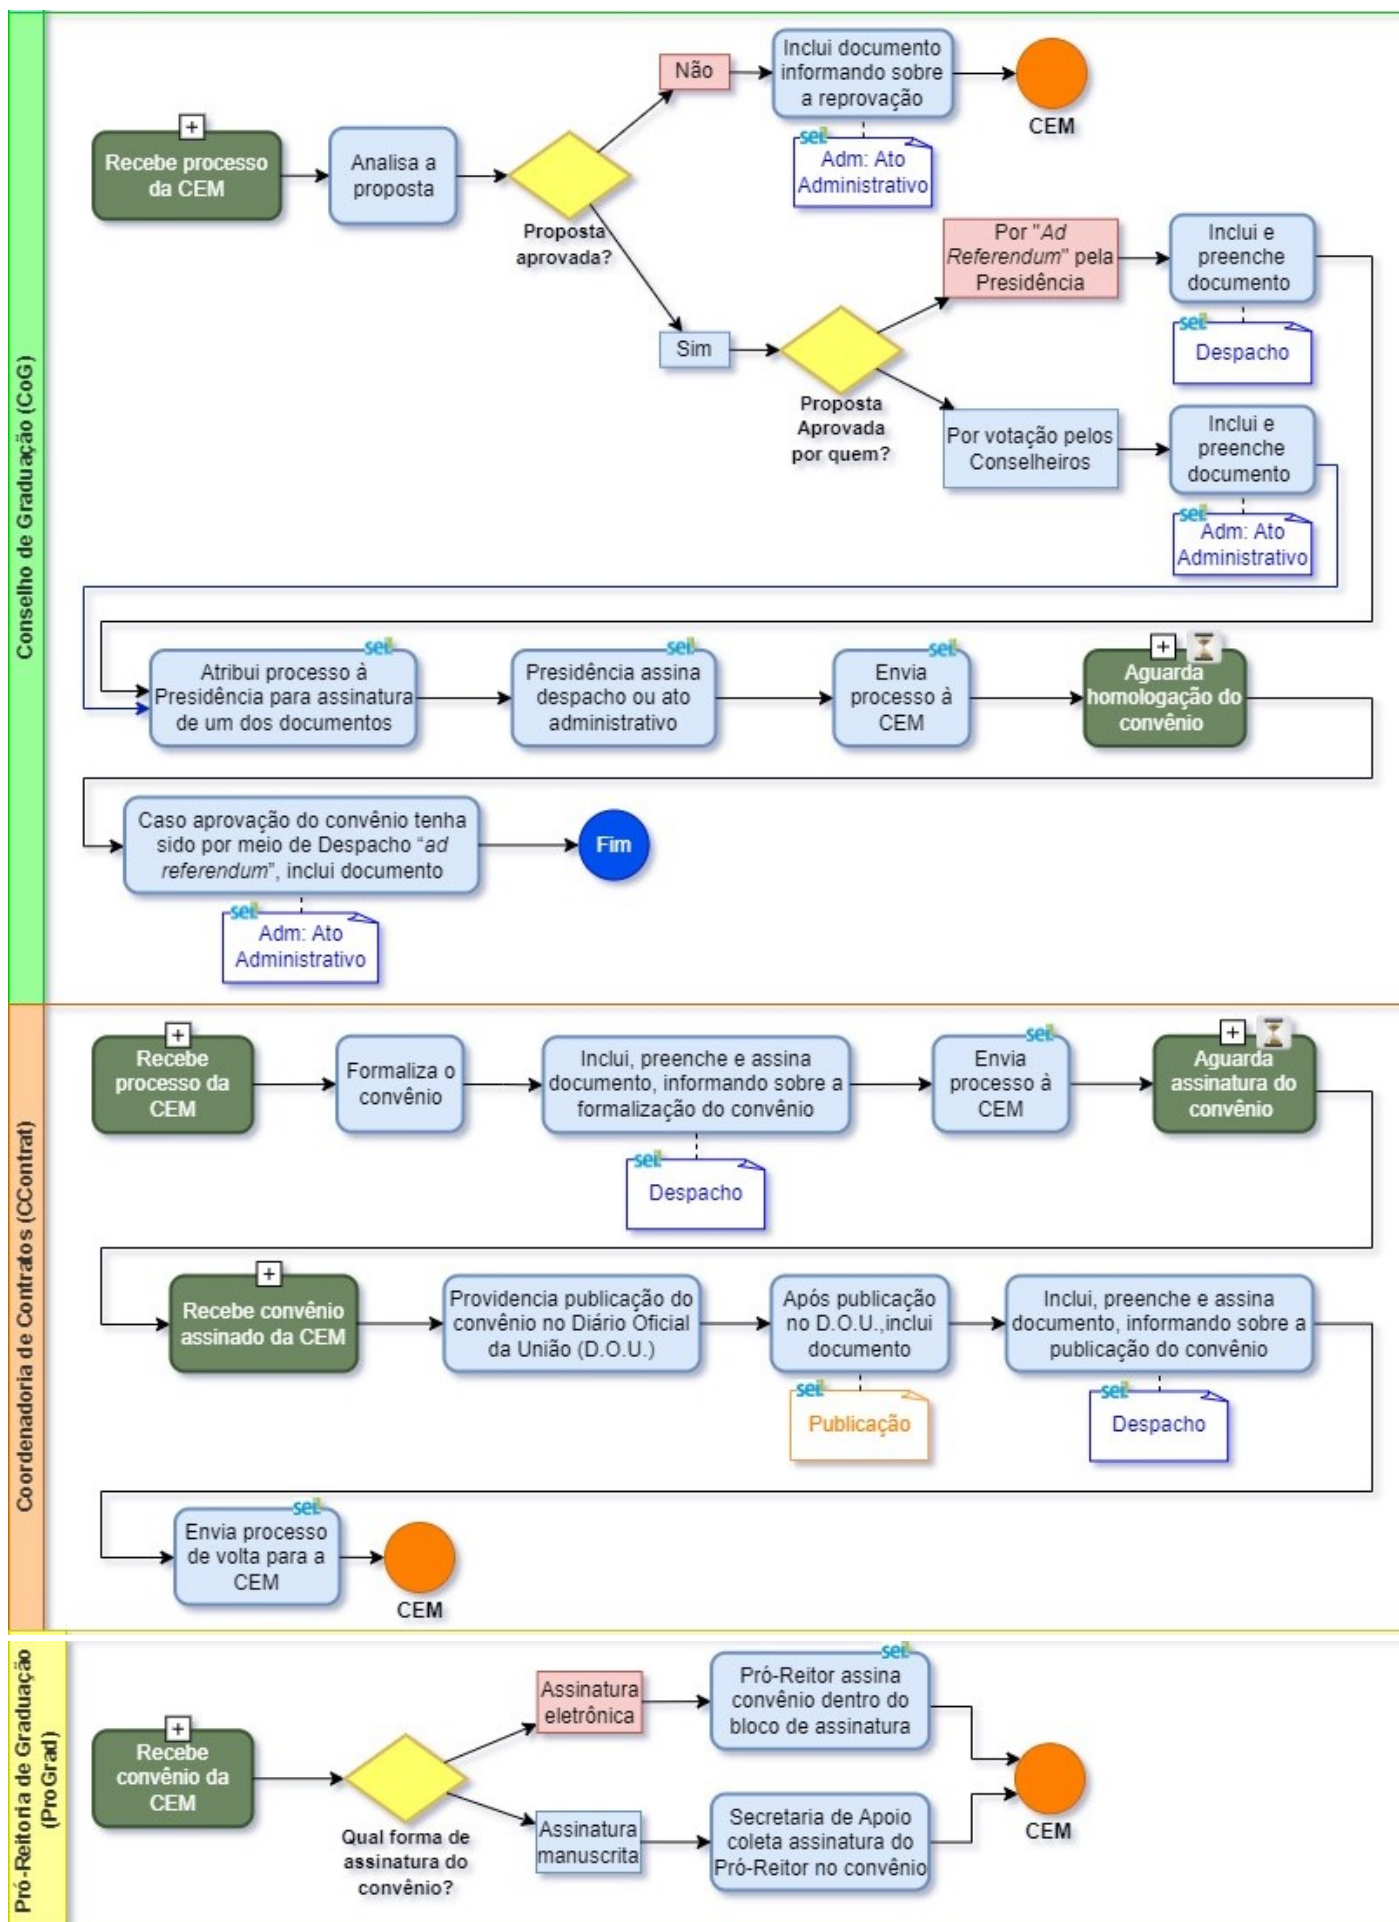 Conselho de Graduação (CoG)
Recebe processo
da CEM
Analisa a
proposta
Proposta
aprovada?
Não
Inclui documento
informando sobre
a reprovação
sei!
Adm: Ato
Administrativo
CEM
Sim
Proposta
Aprovada
por quem?
Por "Ad
Referendum" pela
Presidência
Inclui e
preenche
documento
sei!
Despacho
Por votação pelos
Conselheiros
Inclui e
preenche
documento
sei!
Adm: Ato
Administrativo
sei!
Atribui processo à
Presidência para assinatura
de um dos documentos
sei!
Presidência assina
despacho ou ato
administrativo
sei!
Envia
processo à
CEM
Aguarda
homologação do
convênio
Caso aprovação do convênio tenha
sido por meio de Despacho “ad
referendum”, inclui documento
sei!
Adm: Ato
Administrativo
Fim
Coordenadoria de Contratos (CContrat)
Recebe
processo da
CEM
Formaliza o
convênio
Inclui, preenche e assina
documento, informando sobre a
formalização do convênio
sei!
Despacho
sei!
Envia
processo à
CEM
Aguarda
assinatura do
convênio
Recebe convênio
assinado da CEM
Providencia publicação do
convênio no Diário Oficial
da União (D.O.U.)
Após publicação
no D.O.U.,inclui
documento
sei!
Publicação
Inclui, preenche e assina
documento, informando sobre a
publicação do convênio
sei!
Despacho
sei!
Envia processo
de volta para a
CEM
CEM
Pró-Reitoria de Graduação
(ProGrad)
Recebe
convênio da
CEM
Qual forma de
assinatura do
convênio?
Assinatura
eletrônica
sei!
Pró-Reitor assina
convênio dentro do
bloco de assinatura
Assinatura
manuscrita
Secretaria de Apoio
coleta assinatura do
Pró-Reitor no convênio
CEM